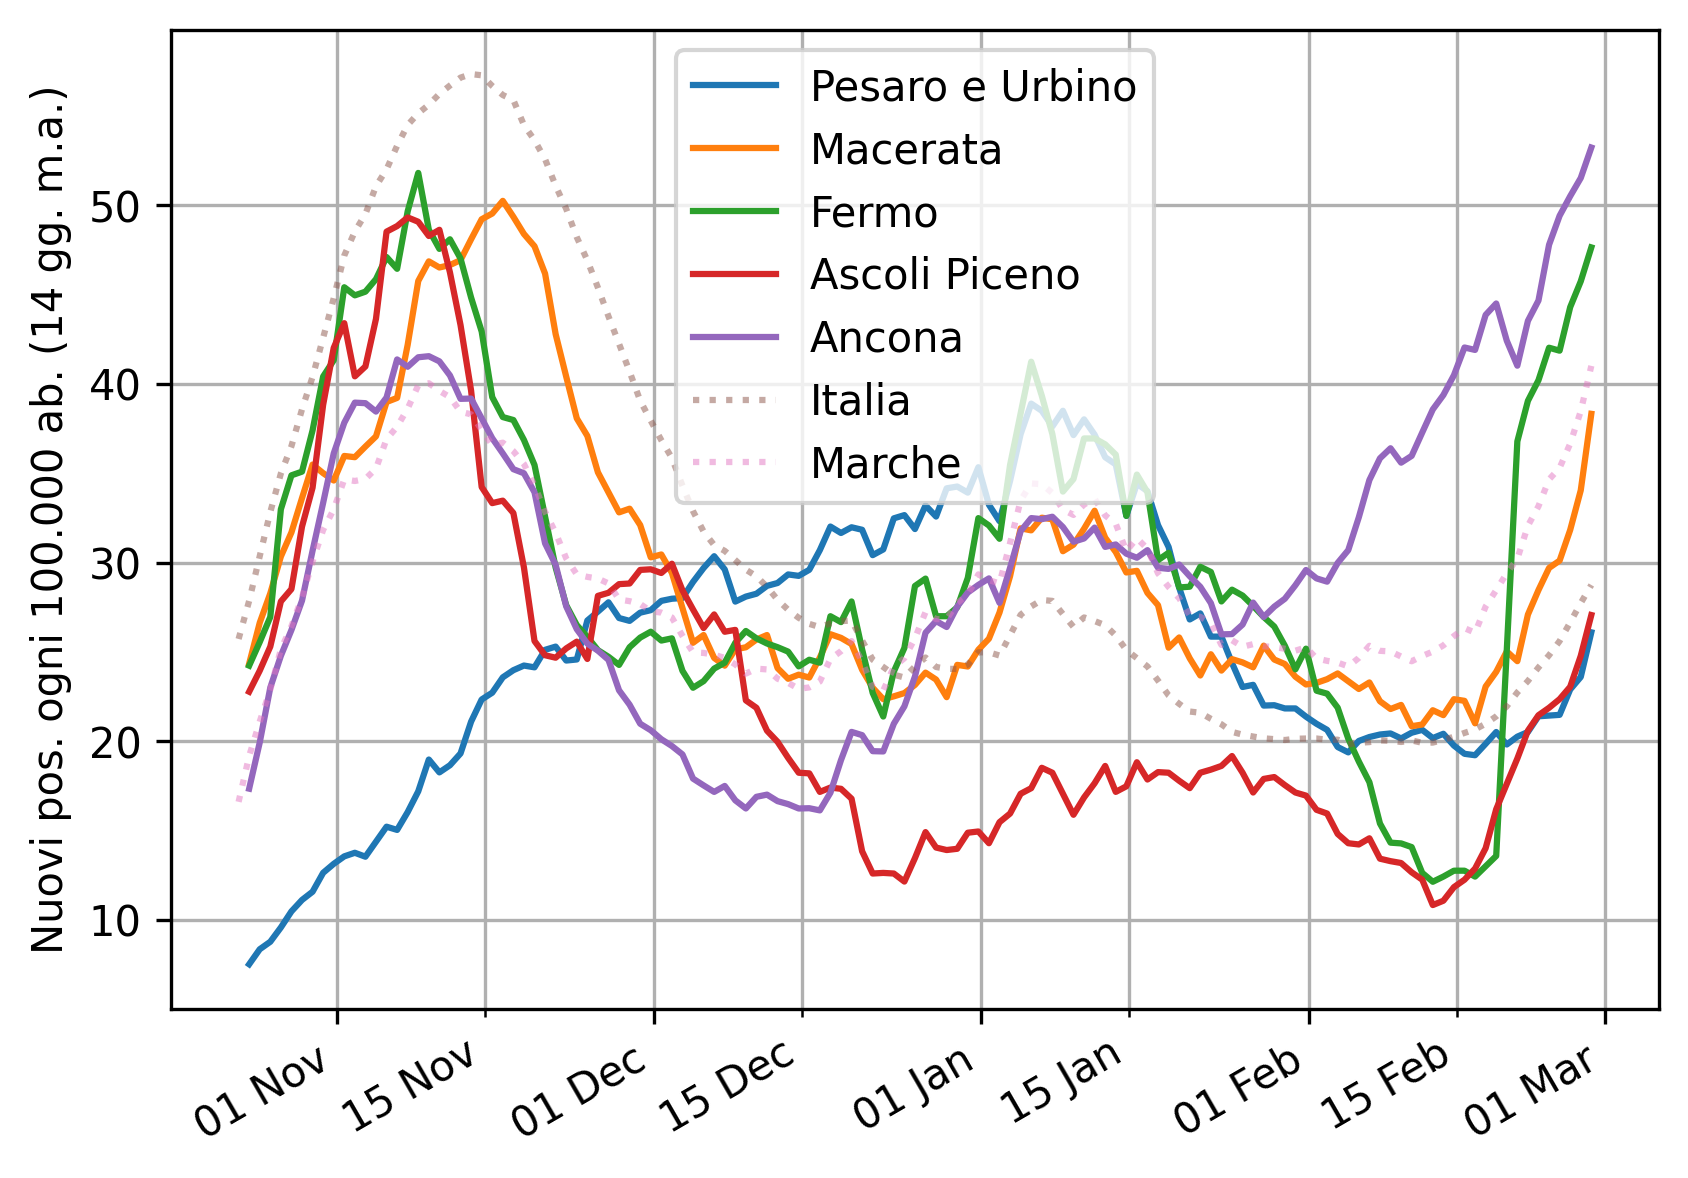 Nuovi pos. ogni 100.000 ab. (14 gg. m.a.)
50
40
30
20
10
Pesaro e Urbino
Macerata
Fermo
Ascoli Piceno
Ancona
Italia
Marche
01 Nov
15 Nov
01 Dec
15 Dec
01 Jan
15 Jan
01 Feb
15 Feb
01 Mar